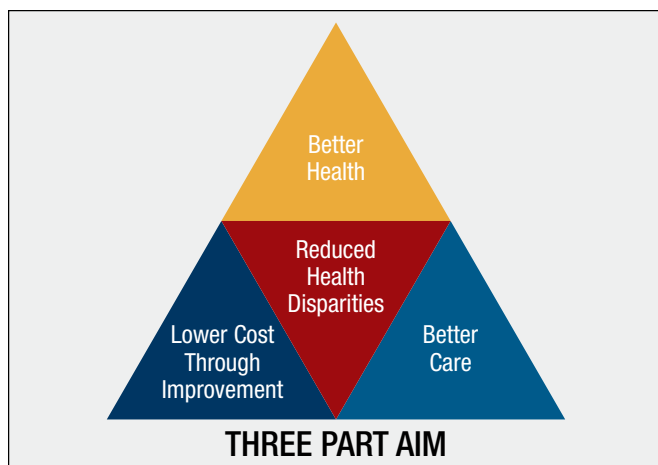 Better
Health
Reduced
Health
Disparities
Lower Cost
Through
Improvement
Better
Care
THREE PART AIM